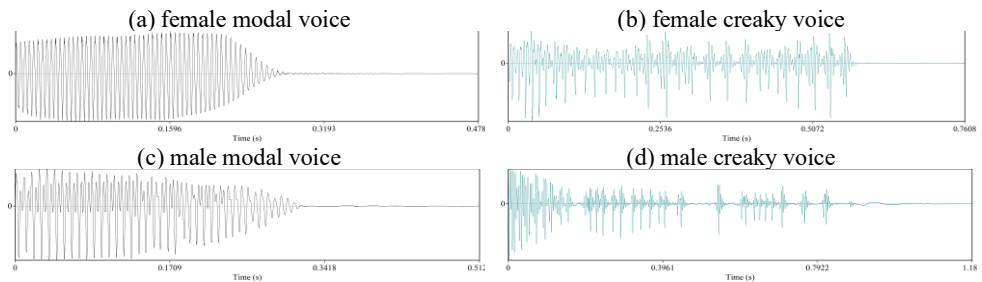 (a) female modal voice
(b) female creaky voice
0
0
0 0.1596 0.3193 0.478
Time (s)
0 0.2536 0.5072 0.7608
Time (s)
(c) male modal voice
(d) male creaky voice
0
0
0 0.1709 0.3418 0.512
Time (s)
0 0.3961 0.7922 1.18
Time (s)